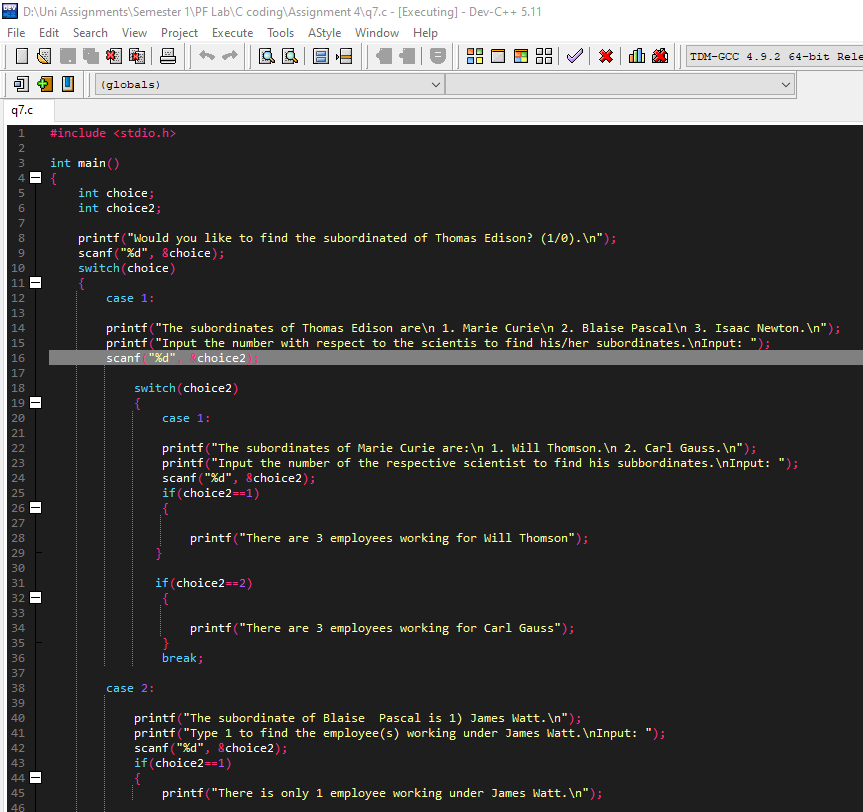 D:\Uni Assignments\Semester 1\PF Lab\C coding\Assignment 4\q7.c - [Executing] - Dev-C++ 5.11
File Edit Search View Project Execute Tools AStyle Window Help
TDM-GCC 4.9.2 64-bit Rele
(globals)
q7.c
1 #include <stdio.h>
2
3 int main()
4 {
5 int choice;
6 int choice2;
7
8 printf("Would you like to find the subordinated of Thomas Edison? (1/0).\n");
9 scanf("%d", &choice);
10 switch(choice)
11 {
12 case 1:
13
14 printf("The subordinates of Thomas Edison are\n 1. Marie Curie\n 2. Blaise Pascal\n 3. Isaac Newton.\n");
15 printf("Input the number with respect to the scientis to find his/her subordinates.\nInput: ");
16 scanf("%d", &choice2);
17
18 switch(choice2)
19 {
20 case 1:
21
22 printf("The subordinates of Marie Curie are:\n 1. Will Thomson.\n 2. Carl Gauss.\n");
23 printf("Input the number of the respective scientist to find his subbordinates.\nInput: ");
24 scanf("%d", &choice2);
25 if(choice2==1)
26 {
27
28 printf("There are 3 employees working for Will Thomson");
29 }
30
31 if(choice2==2)
32 {
33
34 printf("There are 3 employees working for Carl Gauss");
35 }
36 break;
37
38 case 2:
39
40 printf("The subordinate of Blaise  Pascal is 1) James Watt.\n");
41 printf("Type 1 to find the employee(s) working under James Watt.\nInput: ");
42 scanf("%d", &choice2);
43 if(choice2==1)
44 {
45 printf("There is only 1 employee working under James Watt.\n");
46